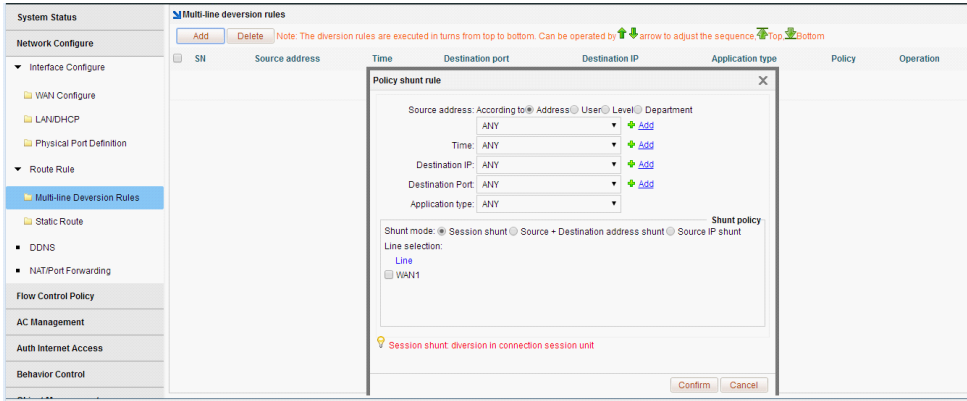 System Status
Network Configure
Interface Configure
WAN Configure
LAN/DHCP
Physical Port Definition
Route Rule
Multi-line Deversion Rules
Static Route
DDNS
NAT/Port Forwarding
Flow Control Policy
AC Management
Auth Internet Access
Behavior Control
Multi-line deversion rules
Add Delete Note: The diversion rules are executed in turns from top to bottom. Can be operated by arrow to adjust the sequence, Top, Bottom
SN Source address Time Destination port Destination IP Application type Policy Operation
Policy shunt rule
Source address: According to Address User Level Department
ANY Add
Time: ANY Add
Destination IP: ANY Add
Destination Port: ANY Add
Application type: ANY
Shunt policy
Shunt mode: Session shunt Source + Destination address shunt Source IP shunt
Line selection:
Line
WAN1
Session shunt: diversion in connection session unit
Confirm Cancel